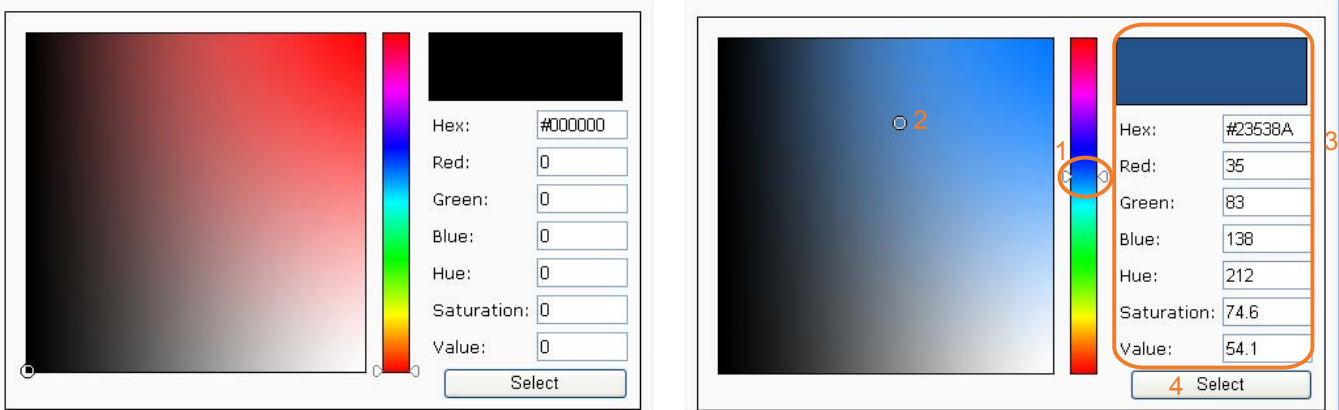 Hex: #000000
Red: 0
Green: 0
Blue: 0
Hue: 0
Saturation: 0
Value: 0
Select
1
2
3
Hex: #23538A
Red: 35
Green: 83
Blue: 138
Hue: 212
Saturation: 74.6
Value: 54.1
4 Select